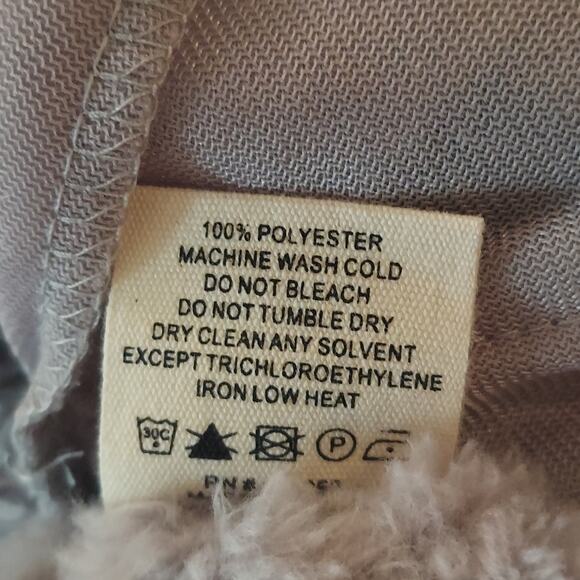 100% POLYESTER
MACHINE WASH COLD
DO NOT BLEACH
DO NOT TUMBLE DRY
DRY CLEAN ANY SOLVENT
EXCEPT TRICHLOROETHYLENE
IRON LOW HEAT
30C P
RN #